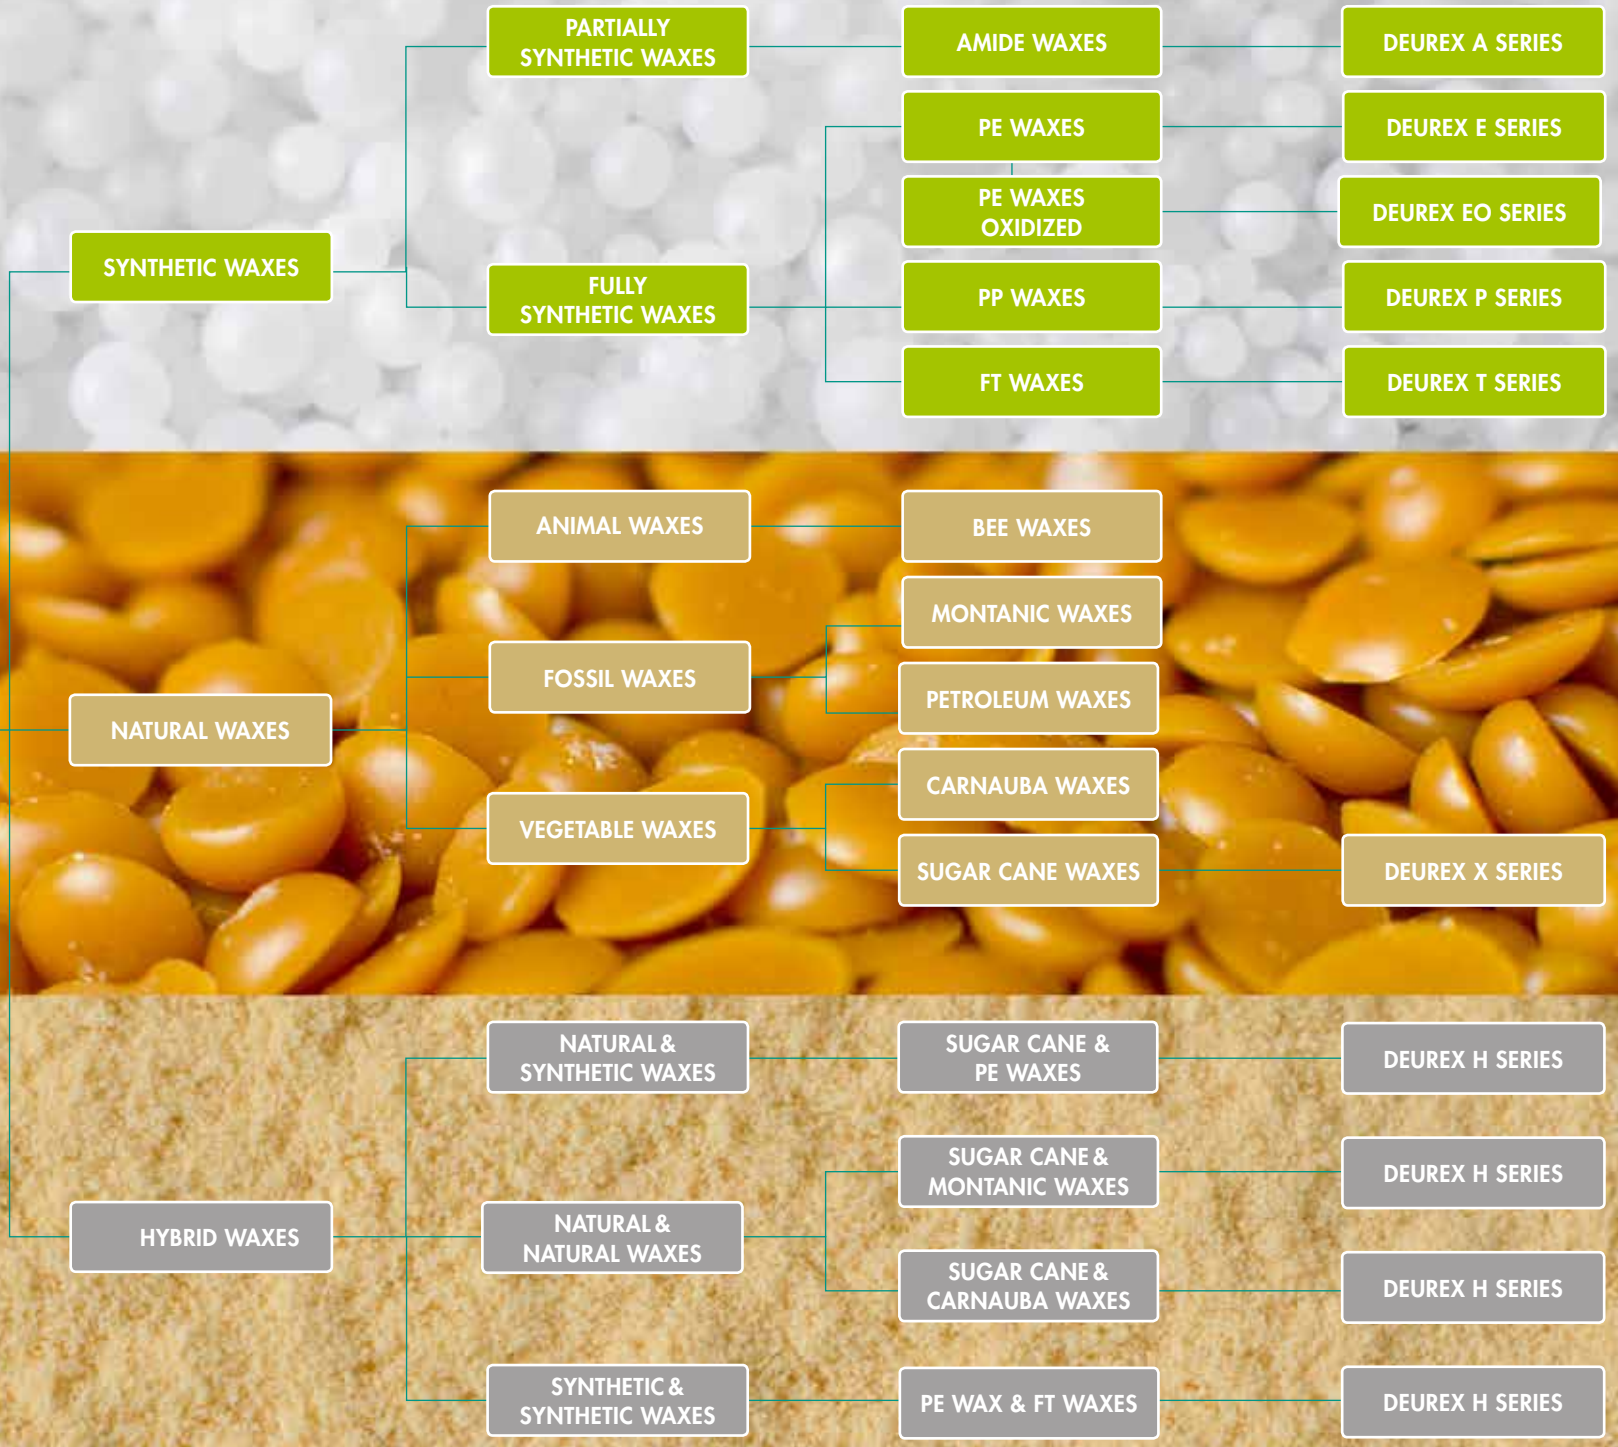 PARTIALLY
SYNTHETIC WAXES
AMIDE WAXES
DEUREX A SERIES
PE WAXES
DEUREX E SERIES
PE WAXES
OXIDIZED
DEUREX EO SERIES
SYNTHETIC WAXES
FULLY
SYNTHETIC WAXES
PP WAXES
DEUREX P SERIES
FT WAXES
DEUREX T SERIES
ANIMAL WAXES
BEE WAXES
MONTANIC WAXES
FOSSIL WAXES
PETROLEUM WAXES
NATURAL WAXES
CARNAUBA WAXES
VEGETABLE WAXES
SUGAR CANE WAXES
DEUREX X SERIES
NATURAL &
SYNTHETIC WAXES
SUGAR CANE &
PE WAXES
DEUREX H SERIES
SUGAR CANE &
MONTANIC WAXES
DEUREX H SERIES
HYBRID WAXES
NATURAL &
NATURAL WAXES
SUGAR CANE &
CARNAUBA WAXES
DEUREX H SERIES
SYNTHETIC &
SYNTHETIC WAXES
PE WAX & FT WAXES
DEUREX H SERIES